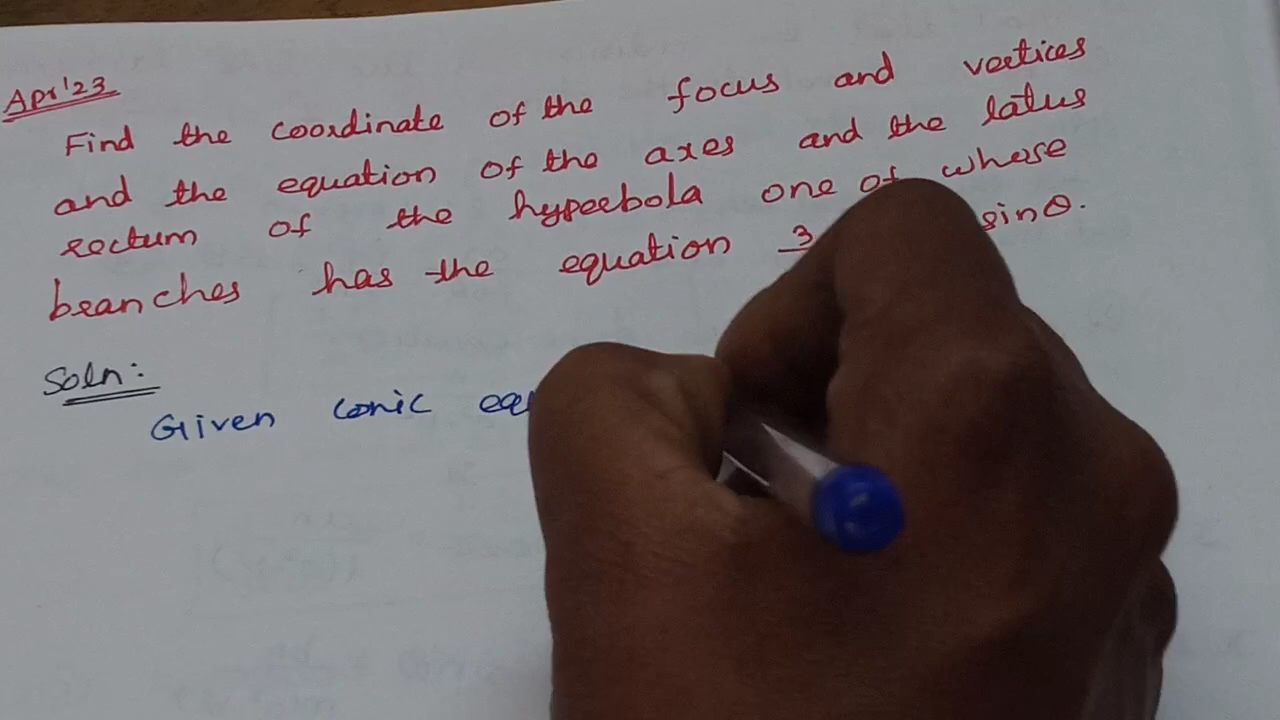 Apr'23
Find the coordinate of the focus and vertices
and the equation of the axes and the latus
rectum of the hyperbola one of whose
branches has the equation 3 sinθ.
Soln:
Given conic